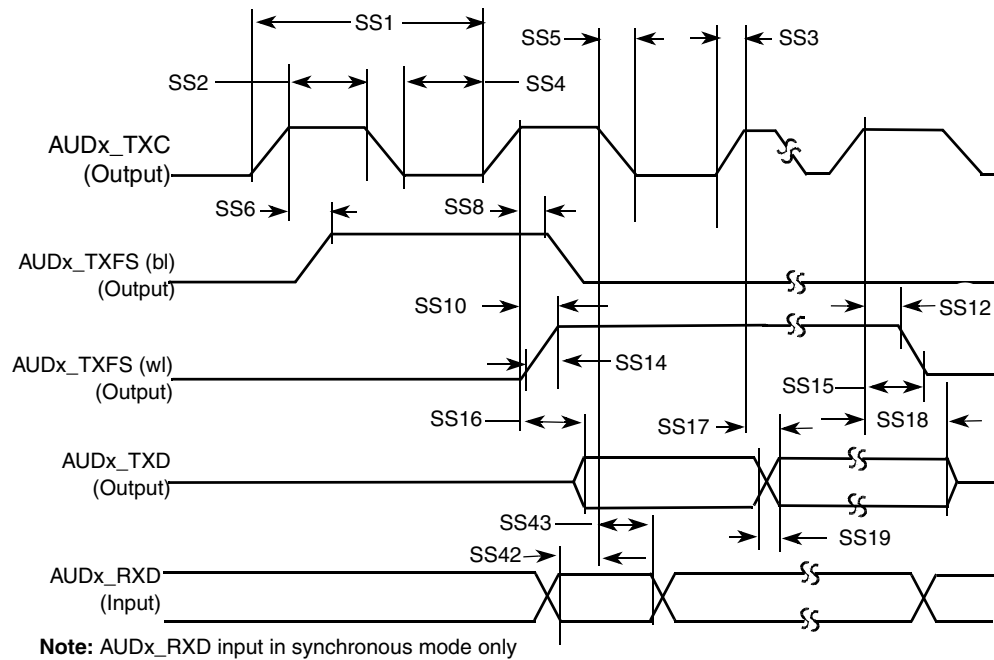 SS1
SS5
SS3
SS2
SS4
AUDx_TXC
(Output)
SS6
SS8
AUDx_TXFS (bl)
(Output)
SS10
SS12
AUDx_TXFS (wl)
(Output)
SS14
SS15
SS16
SS17
SS18
AUDx_TXD
(Output)
SS43
SS19
SS42
AUDx_RXD
(Input)
Note: AUDx_RXD input in synchronous mode only